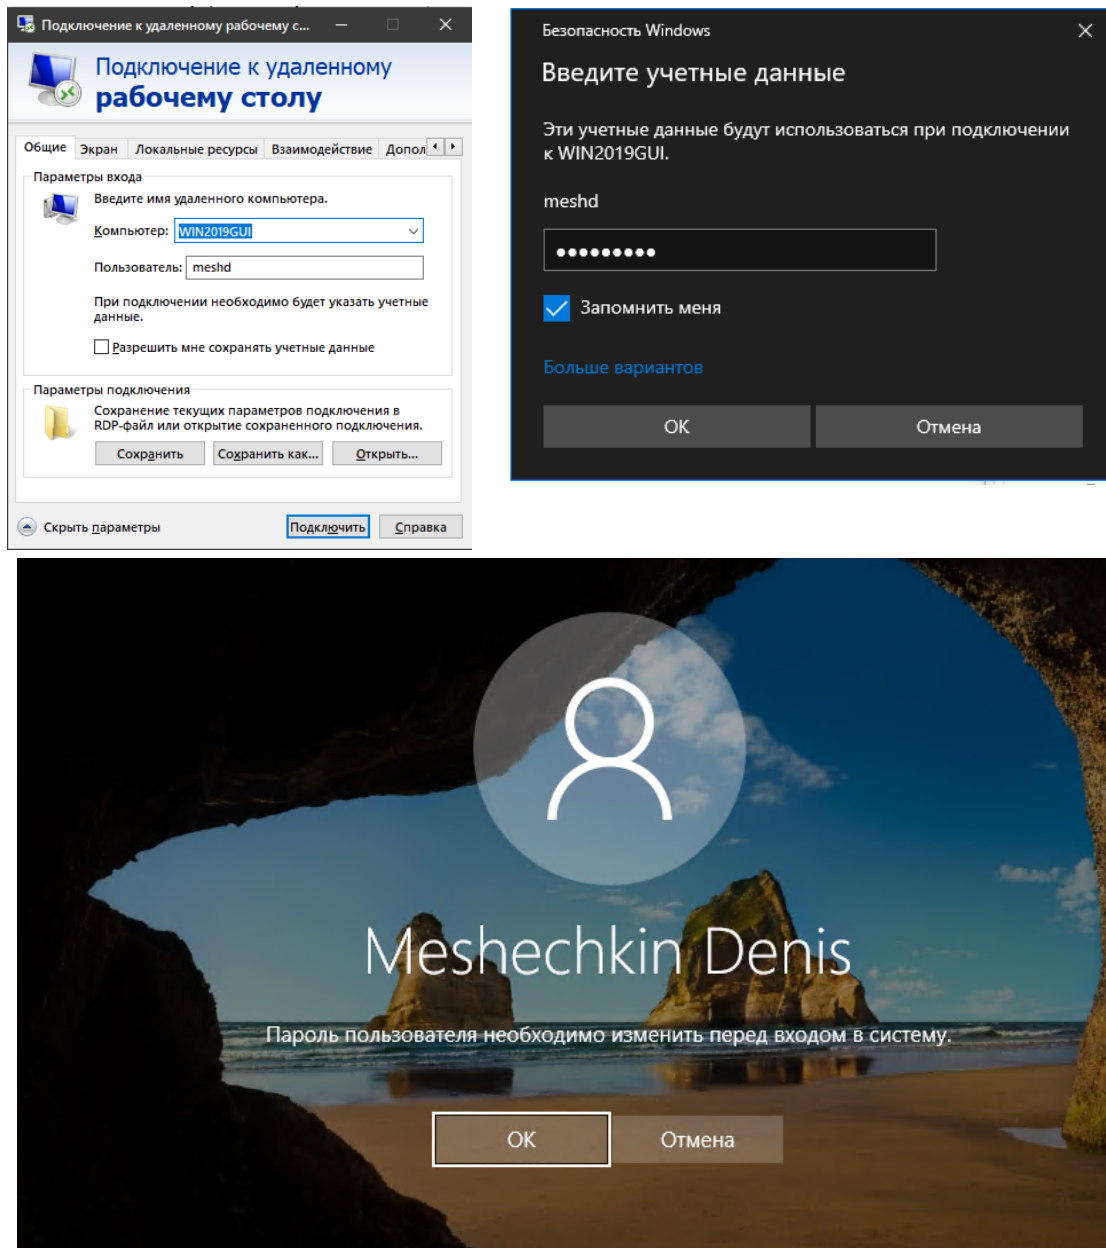 Подключение к удаленному рабочему с...
Подключение к удаленному
рабочему столу
Общие Экран Локальные ресурсы Взаимодействие Допол
Параметры входа
Введите имя удаленного компьютера.
Компьютер: WIN2019GUI
Пользователь: meshd
При подключении необходимо будет указать учетные
данные.
Разрешить мне сохранять учетные данные
Параметры подключения
Сохранение текущих параметров подключения в
RDP-файл или открытие сохраненного подключения.
Сохранить Сохранить как... Открыть...
Скрыть параметры Подключить Справка
Безопасность Windows
Введите учетные данные
Эти учетные данные будут использоваться при подключении
к WIN2019GUI.
meshd
Запомнить меня
Больше вариантов
ОК Отмена
Meshechkin Denis
Пароль пользователя необходимо изменить перед входом в систему.
ОК Отмена